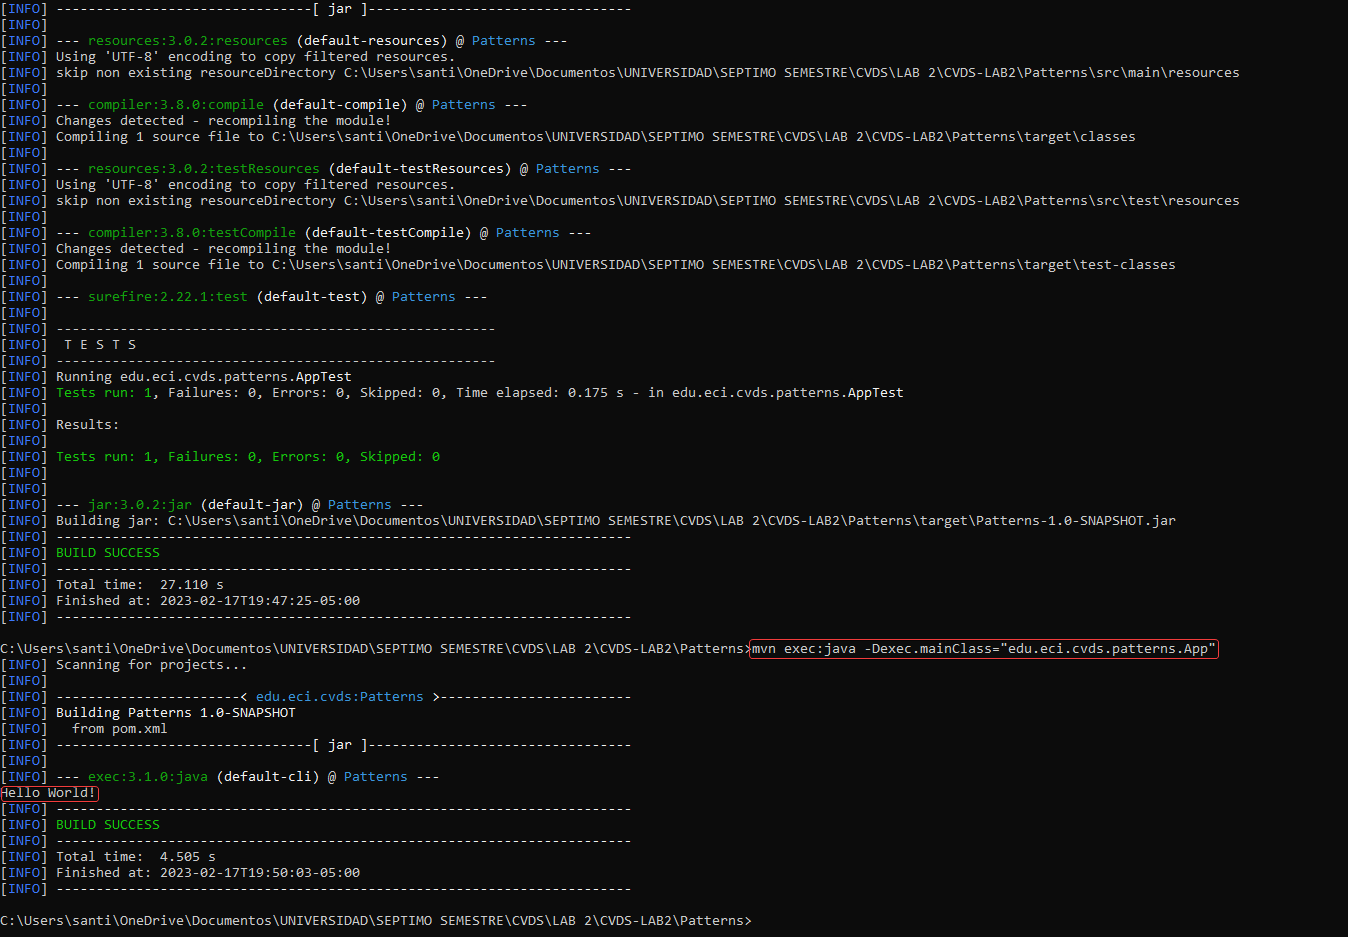 [INFO] --------------------------------[ jar ]---------------------------------
[INFO]
[INFO] --- resources:3.0.2:resources (default-resources) @ Patterns ---
[INFO] Using 'UTF-8' encoding to copy filtered resources.
[INFO] skip non existing resourceDirectory C:\Users\santi\OneDrive\Documentos\UNIVERSIDAD\SEPTIMO SEMESTRE\CVDS\LAB 2\CVDS-LAB2\Patterns\src\main\resources
[INFO]
[INFO] --- compiler:3.8.0:compile (default-compile) @ Patterns ---
[INFO] Changes detected - recompiling the module!
[INFO] Compiling 1 source file to C:\Users\santi\OneDrive\Documentos\UNIVERSIDAD\SEPTIMO SEMESTRE\CVDS\LAB 2\CVDS-LAB2\Patterns\target\classes
[INFO]
[INFO] --- resources:3.0.2:testResources (default-testResources) @ Patterns ---
[INFO] Using 'UTF-8' encoding to copy filtered resources.
[INFO] skip non existing resourceDirectory C:\Users\santi\OneDrive\Documentos\UNIVERSIDAD\SEPTIMO SEMESTRE\CVDS\LAB 2\CVDS-LAB2\Patterns\src\test\resources
[INFO]
[INFO] --- compiler:3.8.0:testCompile (default-testCompile) @ Patterns ---
[INFO] Changes detected - recompiling the module!
[INFO] Compiling 1 source file to C:\Users\santi\OneDrive\Documentos\UNIVERSIDAD\SEPTIMO SEMESTRE\CVDS\LAB 2\CVDS-LAB2\Patterns\target\test-classes
[INFO]
[INFO] --- surefire:2.22.1:test (default-test) @ Patterns ---
[INFO]
[INFO] -------------------------------------------------------
[INFO]  T E S T S
[INFO] -------------------------------------------------------
[INFO] Running edu.eci.cvds.patterns.AppTest
[INFO] Tests run: 1, Failures: 0, Errors: 0, Skipped: 0, Time elapsed: 0.175 s - in edu.eci.cvds.patterns.AppTest
[INFO]
[INFO] Results:
[INFO]
[INFO] Tests run: 1, Failures: 0, Errors: 0, Skipped: 0
[INFO]
[INFO]
[INFO] --- jar:3.0.2:jar (default-jar) @ Patterns ---
[INFO] Building jar: C:\Users\santi\OneDrive\Documentos\UNIVERSIDAD\SEPTIMO SEMESTRE\CVDS\LAB 2\CVDS-LAB2\Patterns\target\Patterns-1.0-SNAPSHOT.jar
[INFO] ------------------------------------------------------------------------
[INFO] BUILD SUCCESS
[INFO] ------------------------------------------------------------------------
[INFO] Total time:  27.110 s
[INFO] Finished at: 2023-02-17T19:47:25-05:00
[INFO] ------------------------------------------------------------------------
C:\Users\santi\OneDrive\Documentos\UNIVERSIDAD\SEPTIMO SEMESTRE\CVDS\LAB 2\CVDS-LAB2\Patterns>mvn exec:java -Dexec.mainClass="edu.eci.cvds.patterns.App"
[INFO] Scanning for projects...
[INFO]
[INFO] -----------------------< edu.eci.cvds:Patterns >------------------------
[INFO] Building Patterns 1.0-SNAPSHOT
[INFO]   from pom.xml
[INFO] --------------------------------[ jar ]---------------------------------
[INFO]
[INFO] --- exec:3.1.0:java (default-cli) @ Patterns ---
Hello World!
[INFO] ------------------------------------------------------------------------
[INFO] BUILD SUCCESS
[INFO] ------------------------------------------------------------------------
[INFO] Total time:  4.505 s
[INFO] Finished at: 2023-02-17T19:50:03-05:00
[INFO] ------------------------------------------------------------------------
C:\Users\santi\OneDrive\Documentos\UNIVERSIDAD\SEPTIMO SEMESTRE\CVDS\LAB 2\CVDS-LAB2\Patterns>